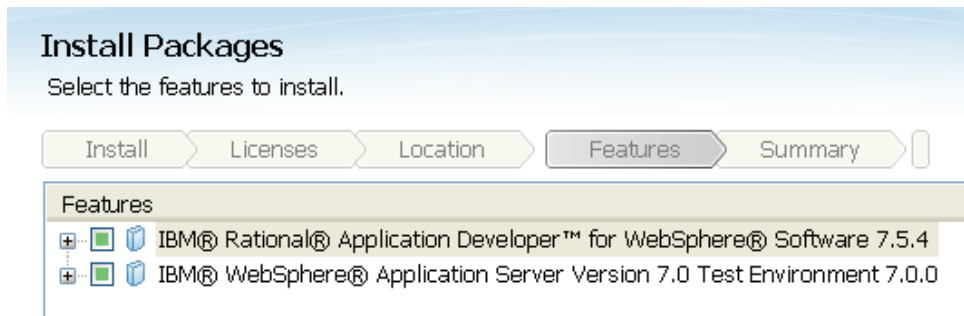 Install Packages
Select the features to install.
Install Licenses Location Features Summary
Features
IBM® Rational® Application Developer™ for WebSphere® Software 7.5.4
IBM® WebSphere® Application Server Version 7.0 Test Environment 7.0.0